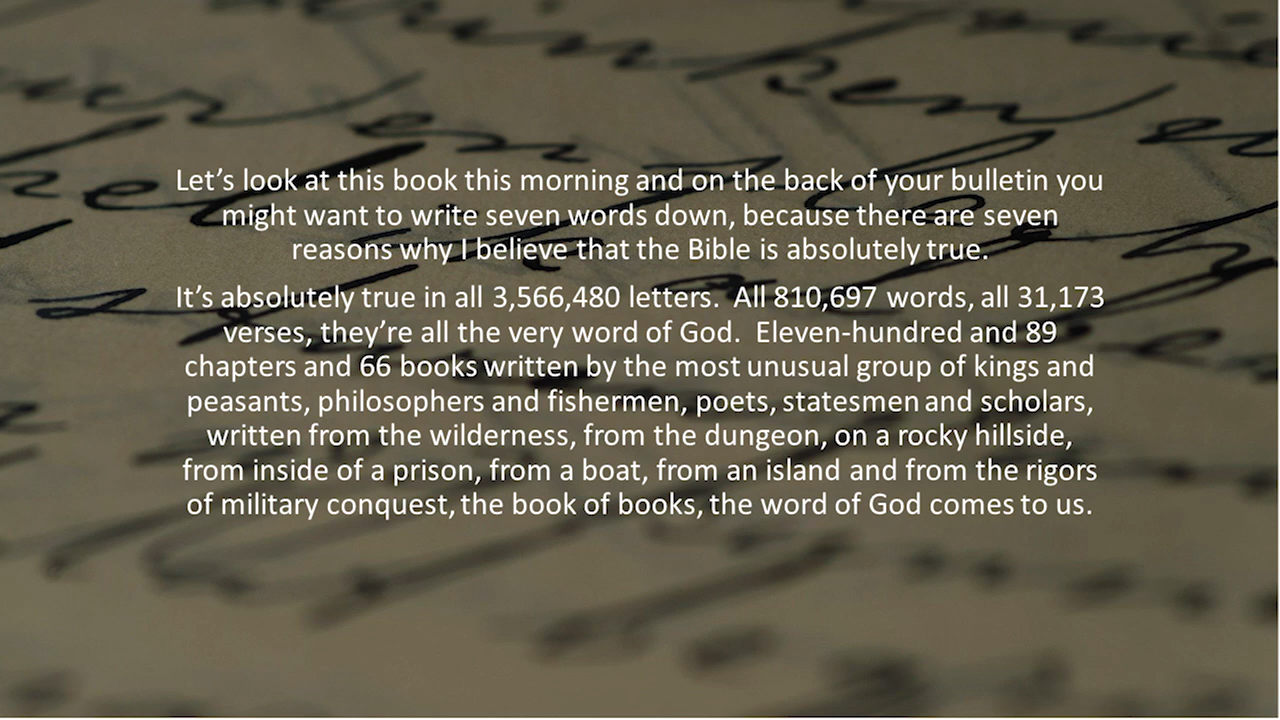 Let’s look at this book this morning and on the back of your bulletin you
might want to write seven words down, because there are seven
reasons why I believe that the Bible is absolutely true.
It’s absolutely true in all 3,566,480 letters.  All 810,697 words, all 31,173
verses, they’re all the very word of God.  Eleven-hundred and 89
chapters and 66 books written by the most unusual group of kings and
peasants, philosophers and fishermen, poets, statesmen and scholars,
written from the wilderness, from the dungeon, on a rocky hillside,
from inside of a prison, from a boat, from an island and from the rigors
of military conquest, the book of books, the word of God comes to us.